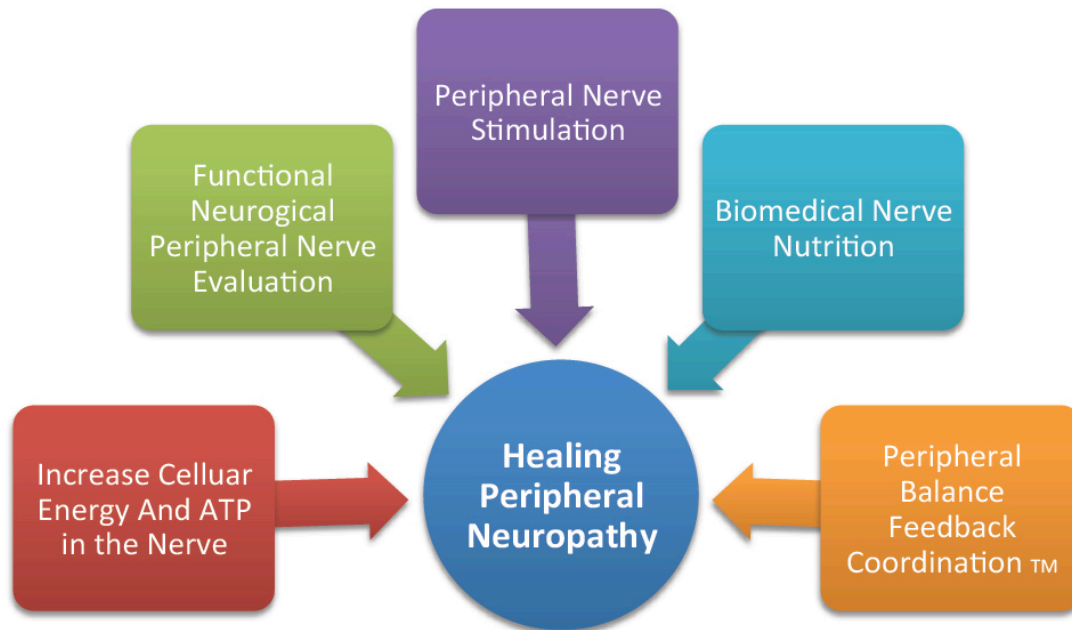 Peripheral Nerve
Stimulation
Functional
Neurogical
Peripheral Nerve
Evaluation
Biomedical Nerve
Nutrition
Increase Celluar
Energy And ATP
in the Nerve
Healing
Peripheral
Neuropathy
Peripheral
Balance
Feedback
Coordination TM